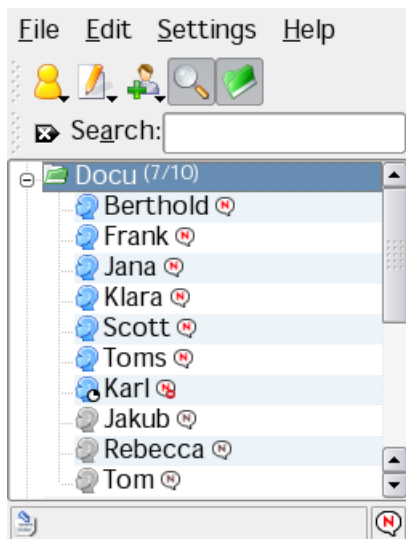 File Edit Settings Help
Search:
Docu (7/10)
Berthold N
Frank N
Jana N
Klara N
Scott N
Toms N
Karl N
Jakub N
Rebecca N
Tom N
N